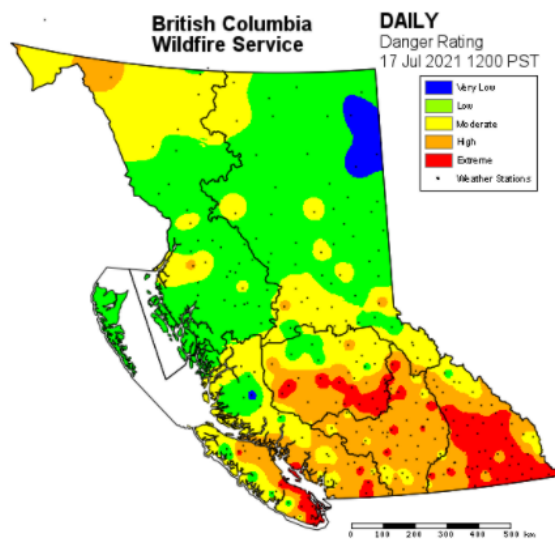 British Columbia
Wildfire Service
DAILY
Danger Rating
17 Jul 2021 1200 PST
Very Low
Low
Moderate
High
Extreme
Weather Stations
0 100 200 300 400 500 km